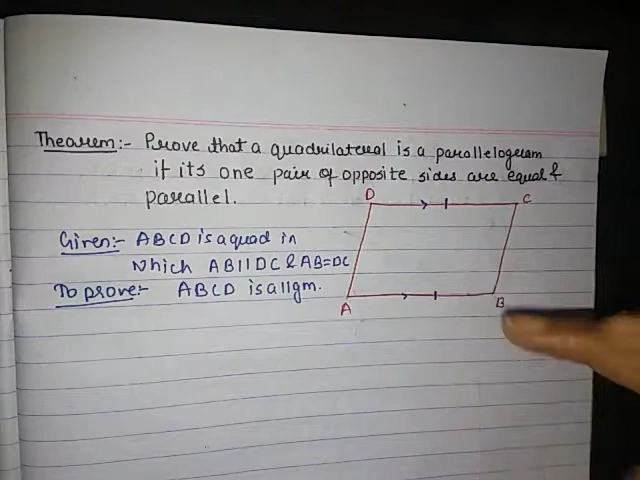 Thearem:- Prove that a quadrilateral is a parallelogram
if its one pair of opposite sides are equal &
parallel.
D C
Given:- ABCD is a quad in
which AB || DC & AB=DC
To prove:- ABCD is a ||gm.
A B